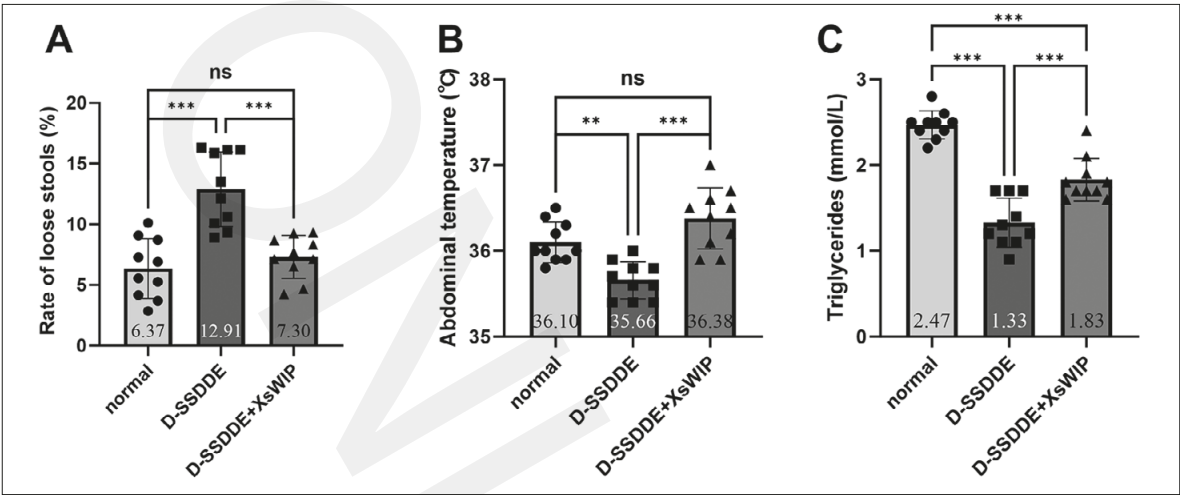 A
ns
*** ***
Rate of loose stools (%)
20
15
10
5
0
6.37 12.91 7.30
normal
D-SSDDE
D-SSDDE+XsWIP
B
ns
** ***
Abdominal temperature (℃)
38
37
36
35
36.10 35.66 36.38
normal
D-SSDDE
D-SSDDE+XsWIP
C
***
*** ***
Triglycerides (mmol/L)
3
2
1
0
2.47 1.33 1.83
normal
D-SSDDE
D-SSDDE+XsWIP